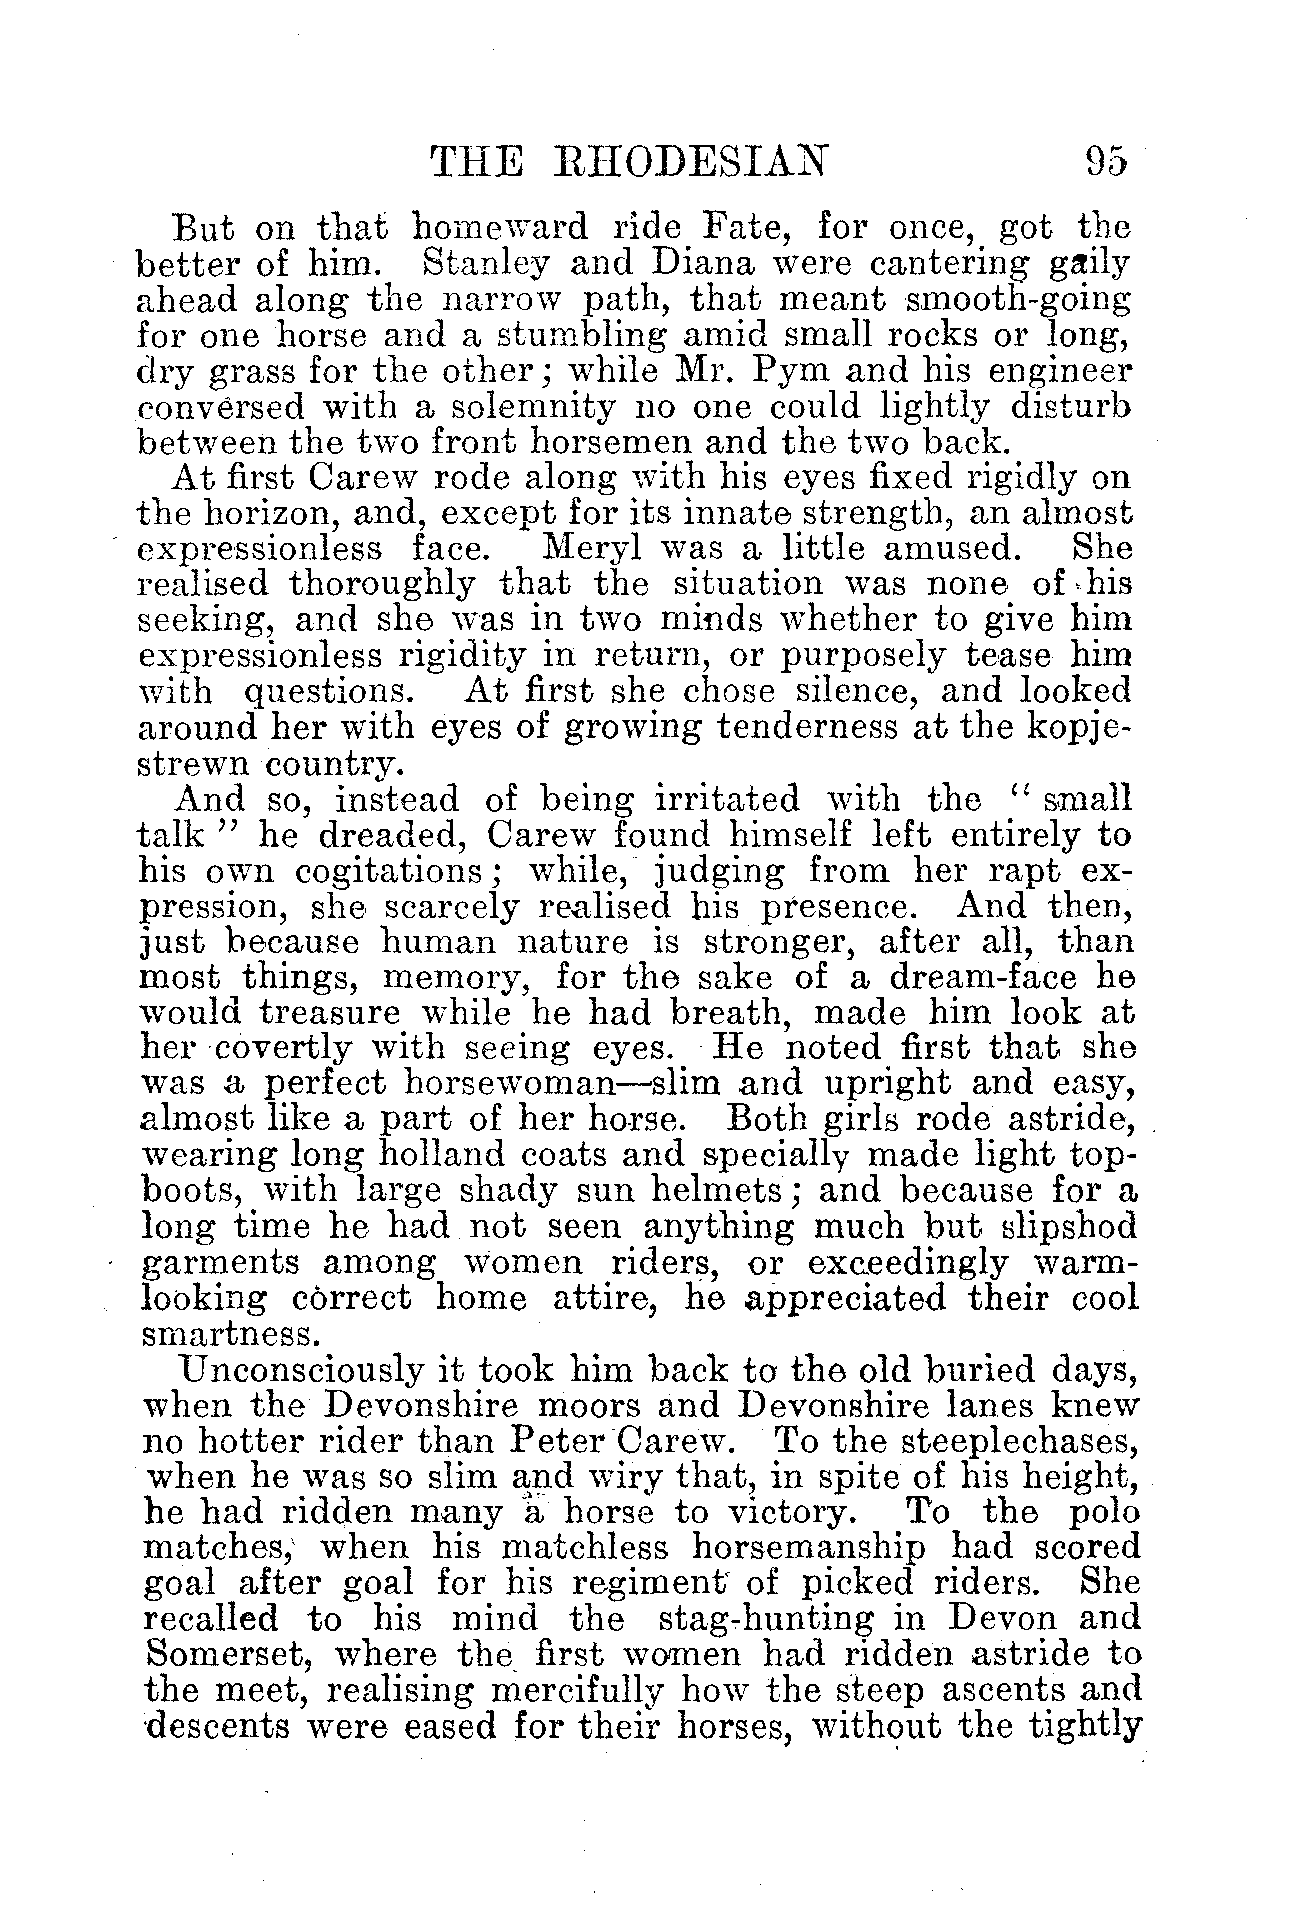 THE RHODESIAN 95
But on that homeward ride Fate, for once, got the
better of him. Stanley and Diana were cantering gaily
ahead along the narrow path, that meant smooth-going
for one horse and a stumbling amid small rocks or long,
dry grass for the other; while Mr. Pym and his engineer
conversed with a solemnity no one could lightly disturb
between the two front horsemen and the two back.
At first Carew rode along with his eyes fixed rigidly on
the horizon, and, except for its innate strength, an almost
expressionless face. Meryl was a little amused. She
realised thoroughly that the situation was none of his
seeking, and she was in two minds whether to give him
expressionless rigidity in return, or purposely tease him
with questions. At first she chose silence, and looked
around her with eyes of growing tenderness at the kopje-
strewn country.
And so, instead of being irritated with the “ small
talk ” he dreaded, Carew found himself left entirely to
his own cogitations; while, judging from her rapt ex-
pression, she scarcely realised his presence. And then,
just because human nature is stronger, after all, than
most things, memory, for the sake of a dream-face he
would treasure while he had breath, made him look at
her covertly with seeing eyes. He noted first that she
was a perfect horsewoman—slim and upright and easy,
almost like a part of her horse. Both girls rode astride,
wearing long holland coats and specially made light top-
boots, with large shady sun helmets; and because for a
long time he had not seen anything much but slipshod
garments among women riders, or exceedingly warm-
looking correct home attire, he appreciated their cool
smartness.
Unconsciously it took him back to the old buried days,
when the Devonshire moors and Devonshire lanes knew
no hotter rider than Peter Carew. To the steeplechases,
when he was so slim and wiry that, in spite of his height,
he had ridden many a horse to victory. To the polo
matches, when his matchless horsemanship had scored
goal after goal for his regiment of picked riders. She
recalled to his mind the stag-hunting in Devon and
Somerset, where the first women had ridden astride to
the meet, realising mercifully how the steep ascents and
descents were eased for their horses, without the tightly